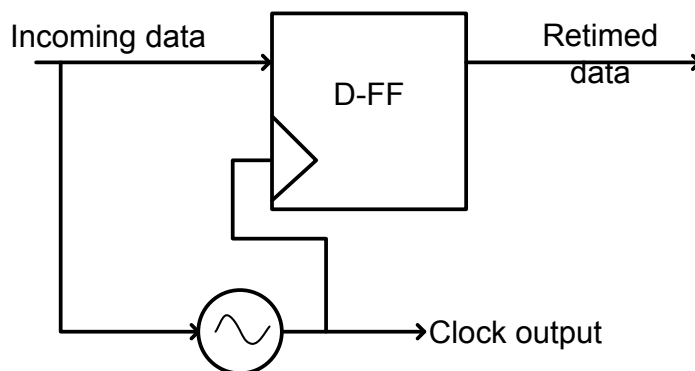 Incoming data
Retimed
data
D-FF
Clock output